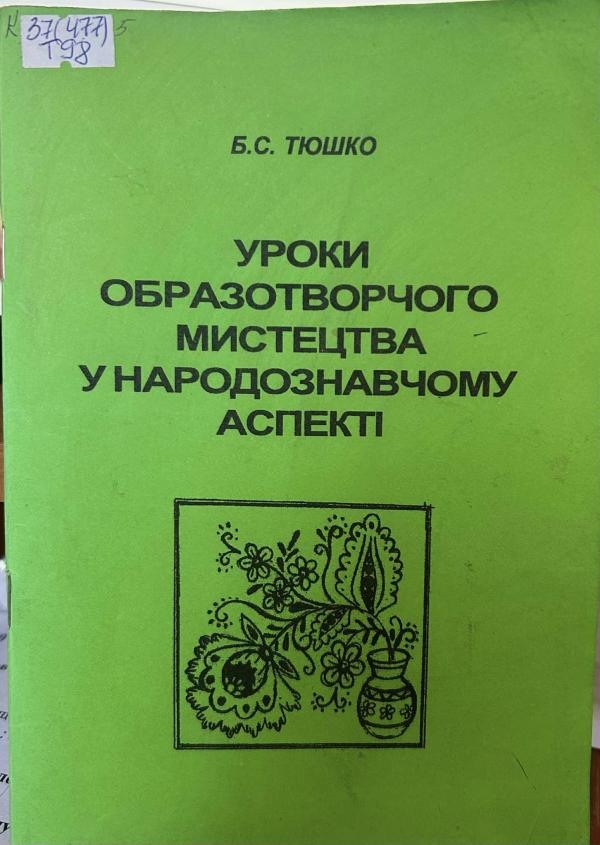 К 37(477) 5
Т98
Б.С. ТЮШКО
УРОКИ
ОБРАЗОТВОРЧОГО
МИСТЕЦТВА
У НАРОДОЗНАВЧОМУ
АСПЕКТІ